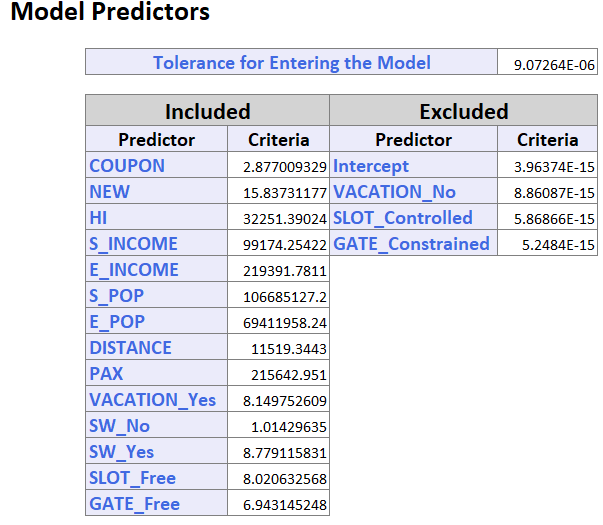 Model Predictors
Tolerance for Entering the Model 9.07264E-06
Included Excluded
Predictor Criteria Predictor Criteria
COUPON 2.877009329 Intercept 3.96374E-15
NEW 15.83731177 VACATION_No 8.86087E-15
HI 32251.39024 SLOT_Controlled 5.86866E-15
S_INCOME 99174.25422 GATE_Constrained 5.2484E-15
E_INCOME 219391.7811
S_POP 106685127.2
E_POP 69411958.24
DISTANCE 11519.3443
PAX 215642.951
VACATION_Yes 8.149752609
SW_No 1.01429635
SW_Yes 8.779115831
SLOT_Free 8.020632568
GATE_Free 6.943145248